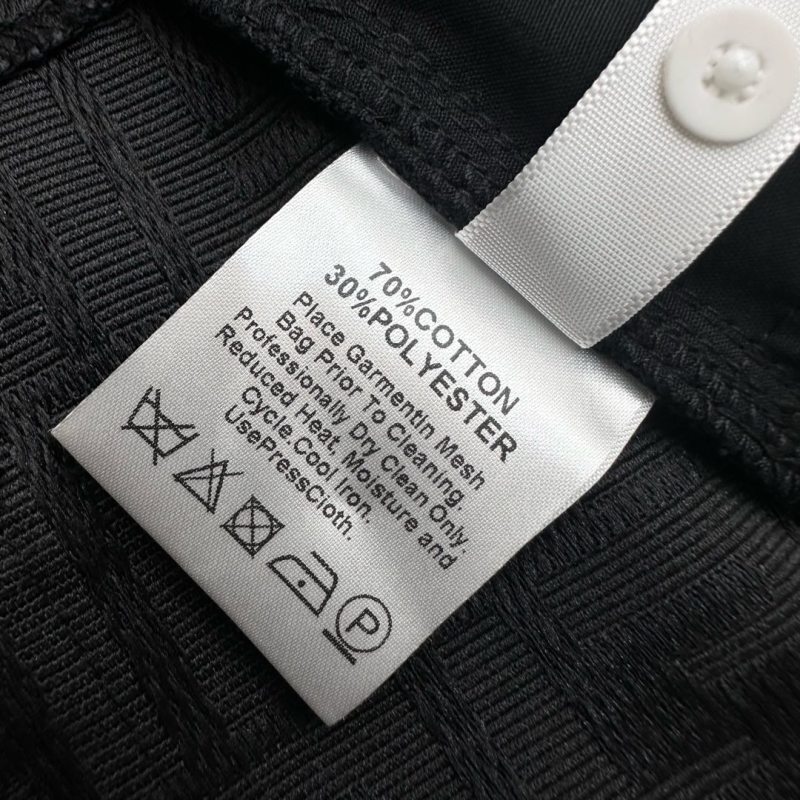 70%COTTON
30%POLYESTER
Place Garmentln Mesh
Bag Prior To Cleaning.
Professionally Dry Clean Only.
Reduced Heat, Moisture and
Cycle.Cool Iron.
UsePressCloth.
P